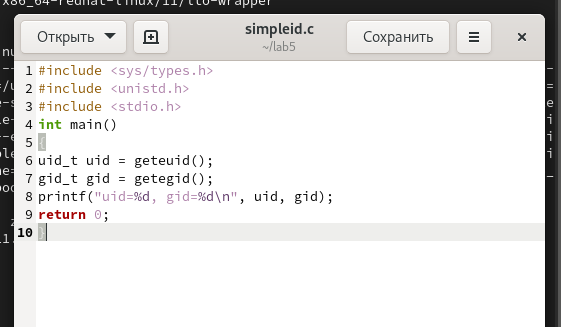 x86_64-redhat-linux/11/lto-wrapper
Открыть
simpleid.c
~/lab5
Сохранить
1 #include <sys/types.h>
2 #include <unistd.h>
3 #include <stdio.h>
4 int main()
5 {
6 uid_t uid = geteuid();
7 gid_t gid = getegid();
8 printf("uid=%d, gid=%d\n", uid, gid);
9 return 0;
10 }